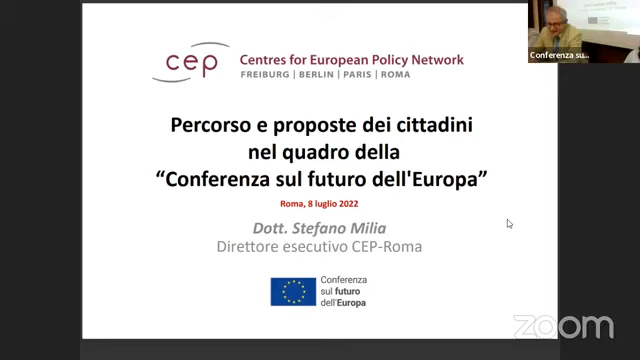 cep
Centres for European Policy Network
FREIBURG | BERLIN | PARIS | ROMA
Percorso e proposte dei cittadini
nel quadro della
“Conferenza sul futuro dell'Europa”
Roma, 8 luglio 2022
Dott. Stefano Milia
Direttore esecutivo CEP-Roma
Conferenza
sul futuro
dell'Europa
Conferenza su...
zoom